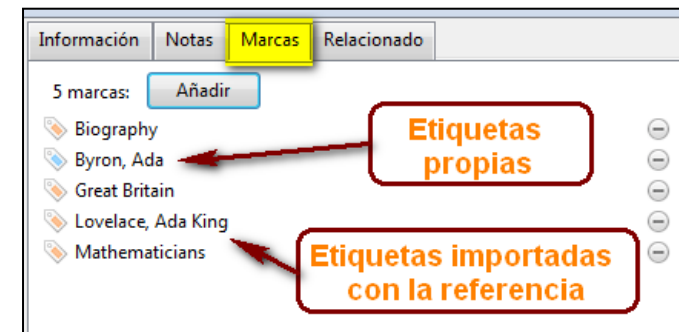 Información Notas Marcas Relacionado
5 marcas: Añadir
Biography
Byron, Ada
Great Britain
Lovelace, Ada King
Mathematicians
Etiquetas
propias
Etiquetas importadas
con la referencia